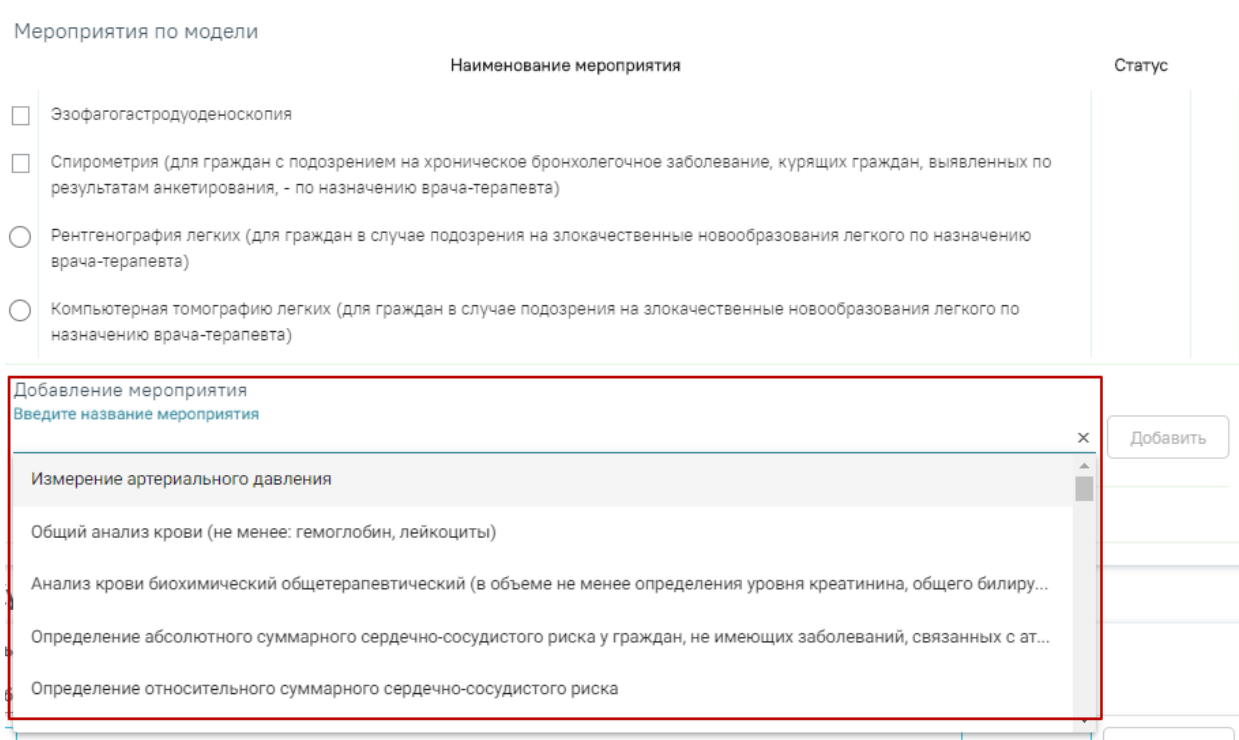 Мероприятия по модели
Наименование мероприятия Статус
Эзофагогастродуоденоскопия
Спирометрия (для граждан с подозрением на хроническое бронхолегочное заболевание, курящих граждан, выявленных по
результатам анкетирования, - по назначению врача-терапевта)
Рентгенография легких (для граждан в случае подозрения на злокачественные новообразования легкого по назначению
врача-терапевта)
Компьютерная томографию легких (для граждан в случае подозрения на злокачественные новообразования легкого по
назначению врача-терапевта)
Добавление мероприятия
Введите название мероприятия
Добавить
Измерение артериального давления
Общий анализ крови (не менее: гемоглобин, лейкоциты)
Анализ крови биохимический общетерапевтический (в объеме не менее определения уровня креатинина, общего билиру...
Определение абсолютного суммарного сердечно-сосудистого риска у граждан, не имеющих заболеваний, связанных с ат...
Определение относительного суммарного сердечно-сосудистого риска